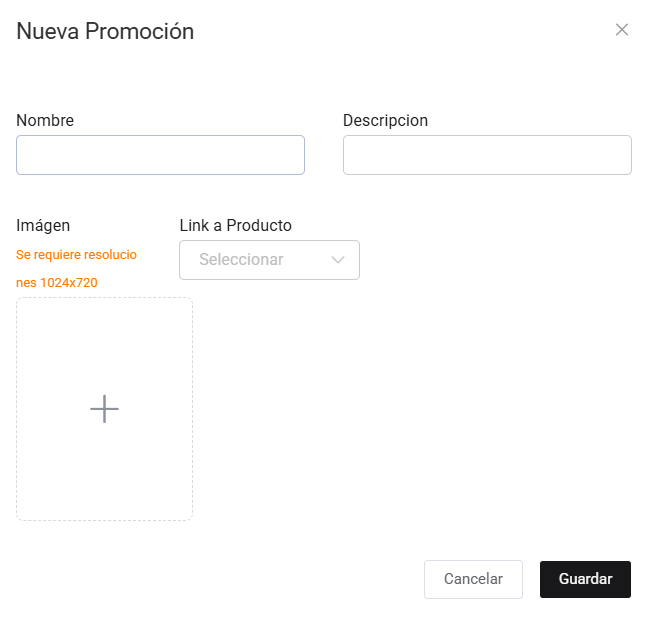 Nueva Promoción
Nombre
Descripcion
Imágen
Link a Producto
Se requiere resolucio
nes 1024x720
Seleccionar
Cancelar
Guardar